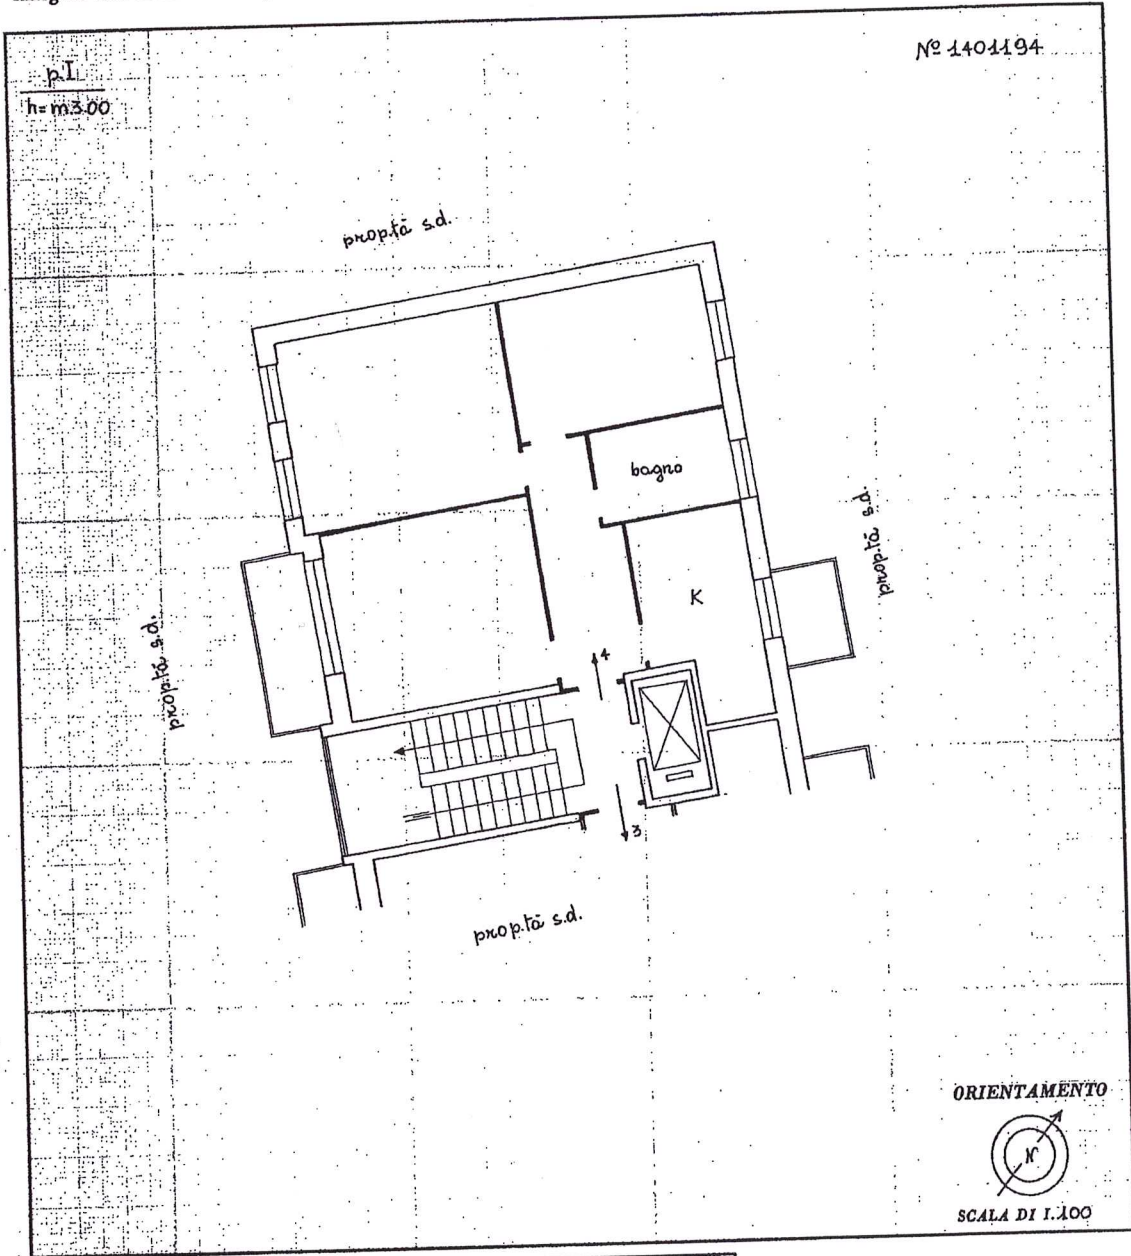 p.I
h=m3.00
Nº 1401194
prop.tà s.d.
bagno
prop.tà s.d.
K
prop.tà s.d.
4
3
prop.tà s.d.
ORIENTAMENTO
N
SCALA DI 1:100